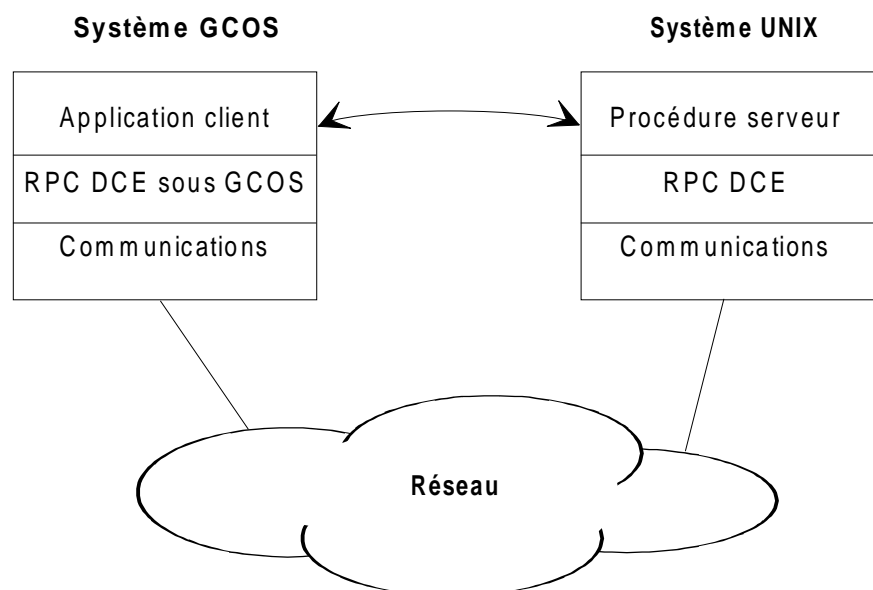 Système GCOS
Système UNIX
Application client
Procédure serveur
RPC DCE sous GCOS
RPC DCE
Communications
Communications
Réseau